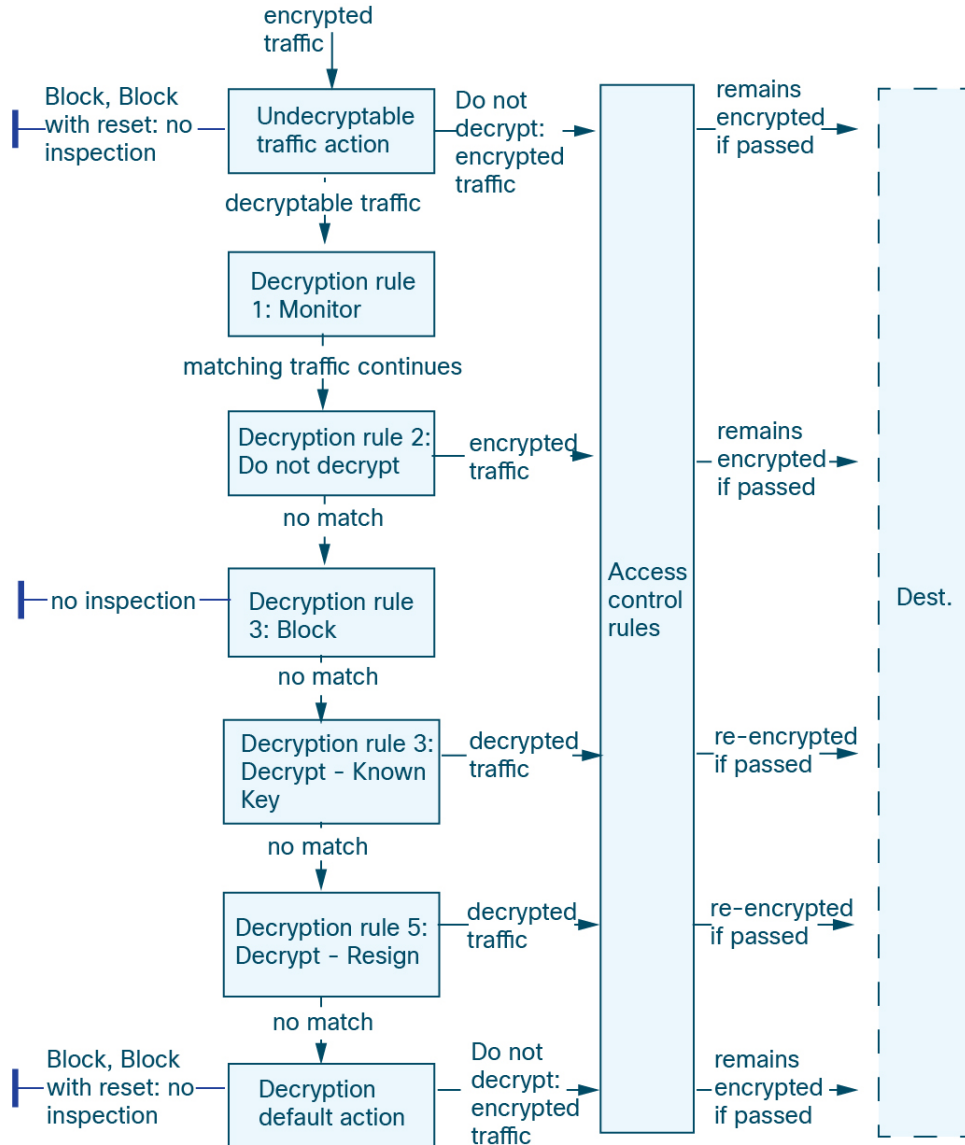 encrypted
traffic
Block, Block
with reset: no
inspection
Undecryptable
traffic action
Do not
decrypt:
encrypted
traffic
remains
encrypted
if passed
decryptable traffic
Decryption rule
1: Monitor
matching traffic continues
Decryption rule 2:
Do not decrypt
encrypted
traffic
remains
encrypted
if passed
no match
no inspection
Decryption rule
3: Block
Access
control
rules
Dest.
no match
Decryption rule 3:
Decrypt - Known
Key
decrypted
traffic
re-encrypted
if passed
no match
Decryption rule 5:
Decrypt - Resign
decrypted
traffic
re-encrypted
if passed
no match
Block, Block
with reset: no
inspection
Decryption
default action
Do not
decrypt:
encrypted
traffic
remains
encrypted
if passed